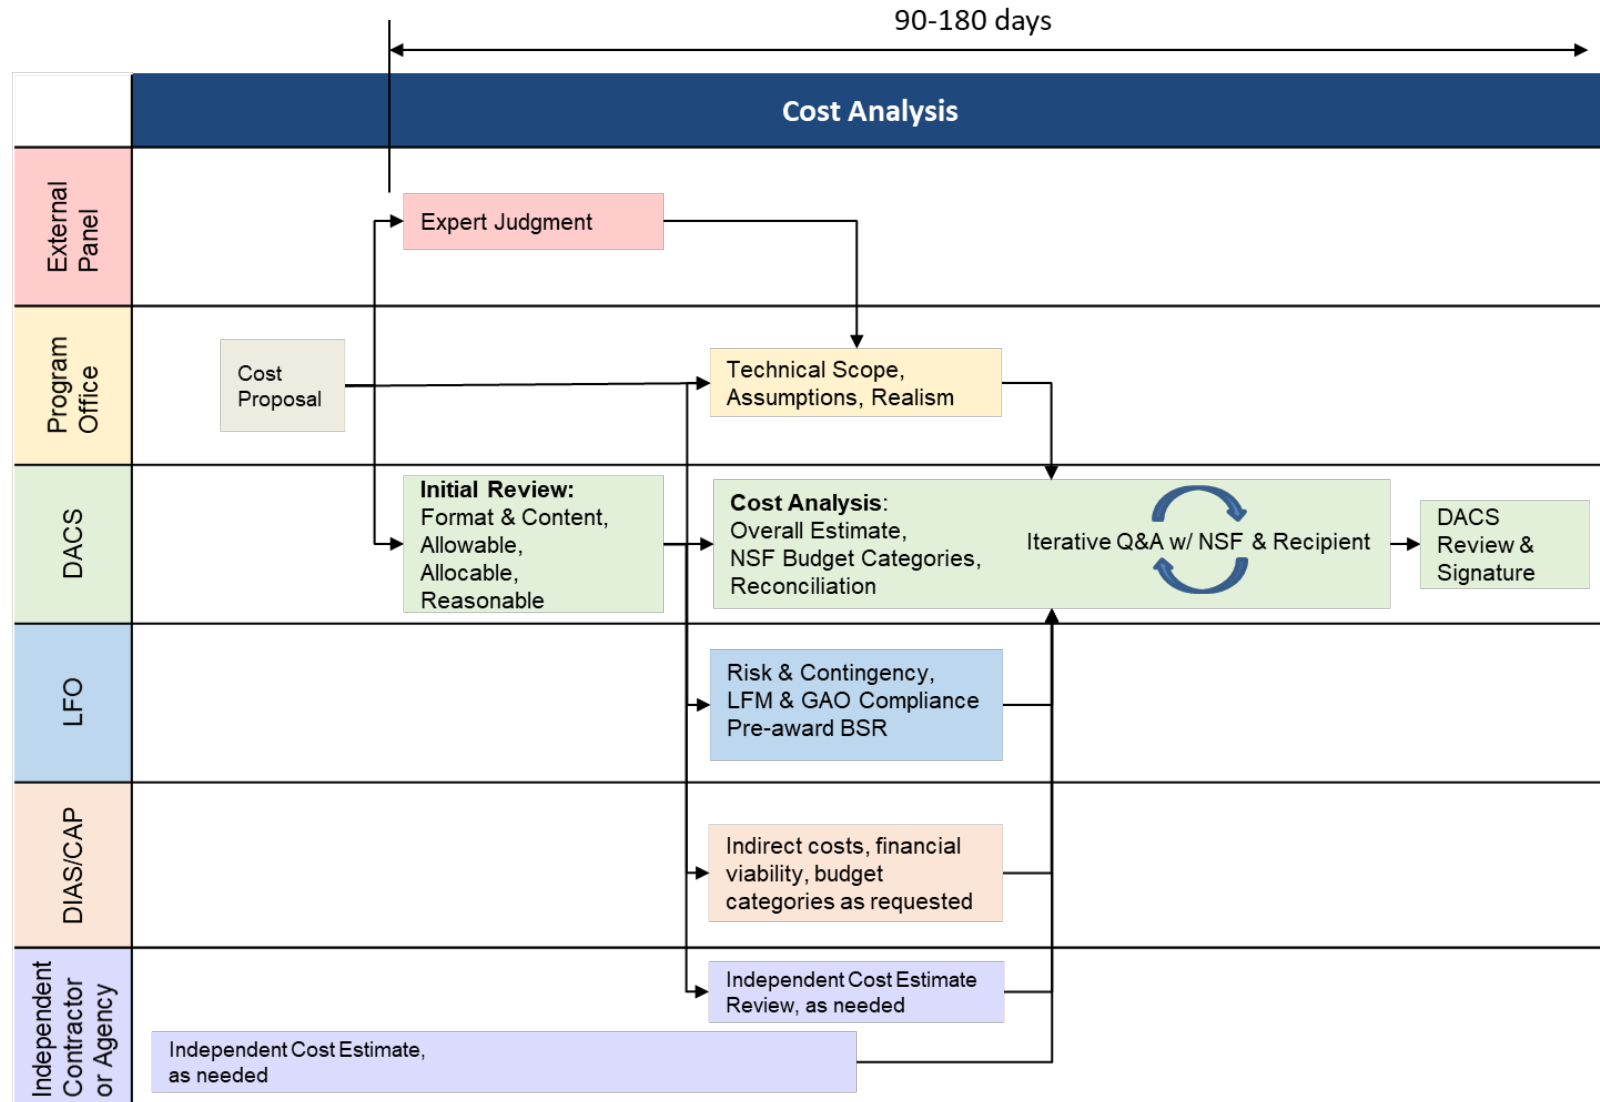 90-180 days
Cost Analysis
External
Panel
Expert Judgment
Program
Office
Cost
Proposal
Technical Scope,
Assumptions, Realism
DACS
Initial Review:
Format & Content,
Allowable,
Allocable,
Reasonable
Cost Analysis:
Overall Estimate,
NSF Budget Categories,
Reconciliation
Iterative Q&A w/ NSF & Recipient
DACS
Review &
Signature
LFO
Risk & Contingency,
LFM & GAO Compliance
Pre-award BSR
DIAS/CAP
Indirect costs, financial
viability, budget
categories as requested
Independent
Contractor
or Agency
Independent Cost Estimate
Review, as needed
Independent Cost Estimate,
as needed